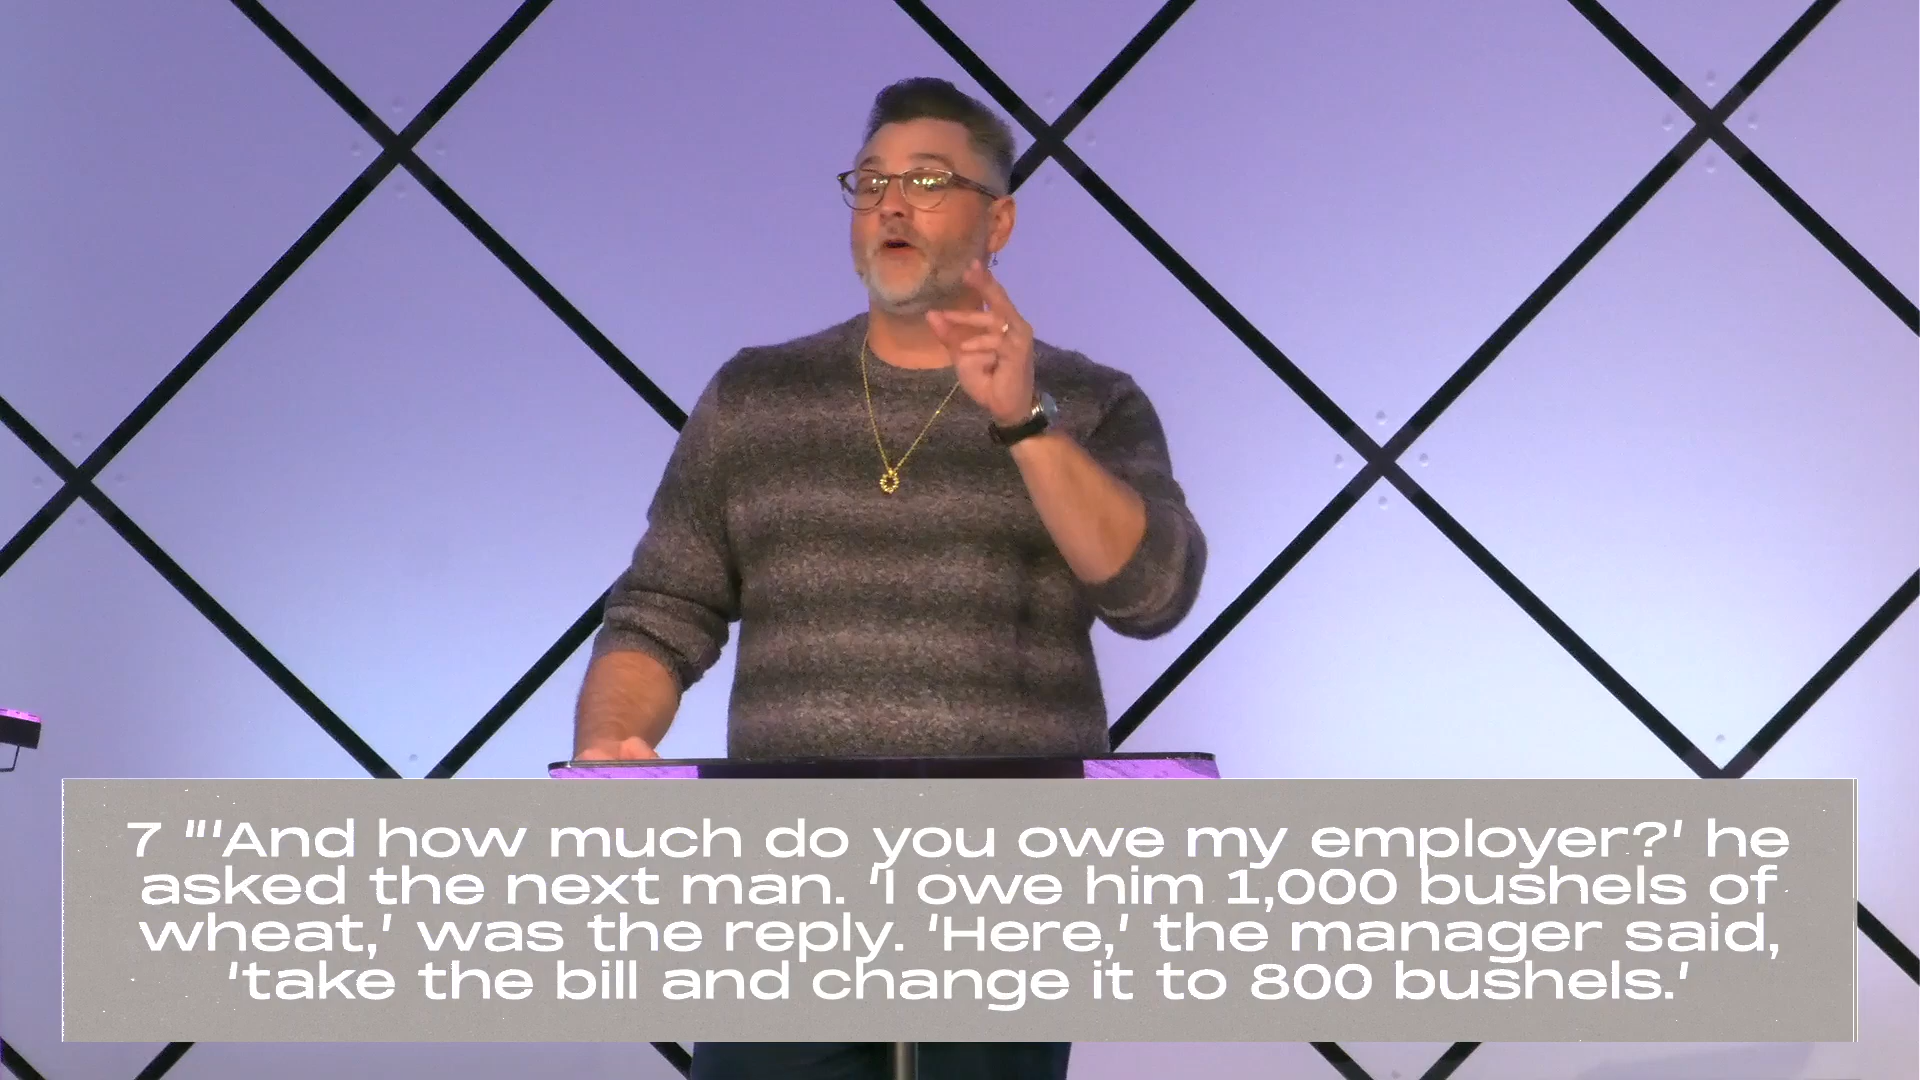 7 "'And how much do you owe my employer?' he
asked the next man. 'I owe him 1,000 bushels of
wheat,' was the reply. 'Here,' the manager said,
'take the bill and change it to 800 bushels.'